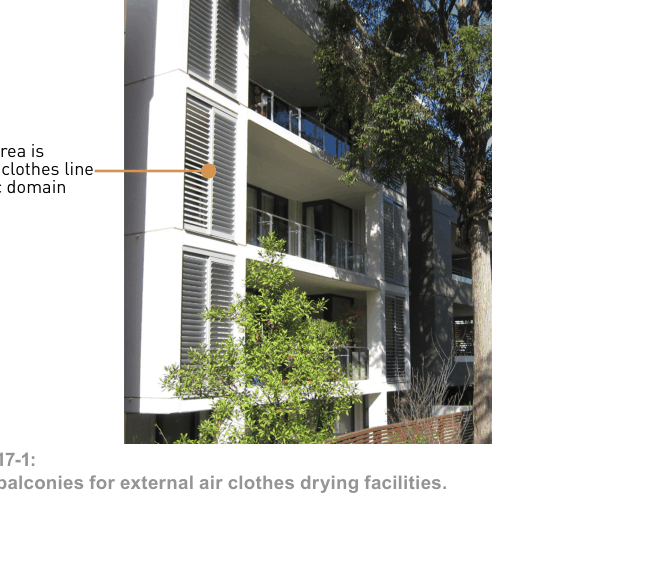 rea is
clothes line
domain
17-1:
balconies for external air clothes drying facilities.